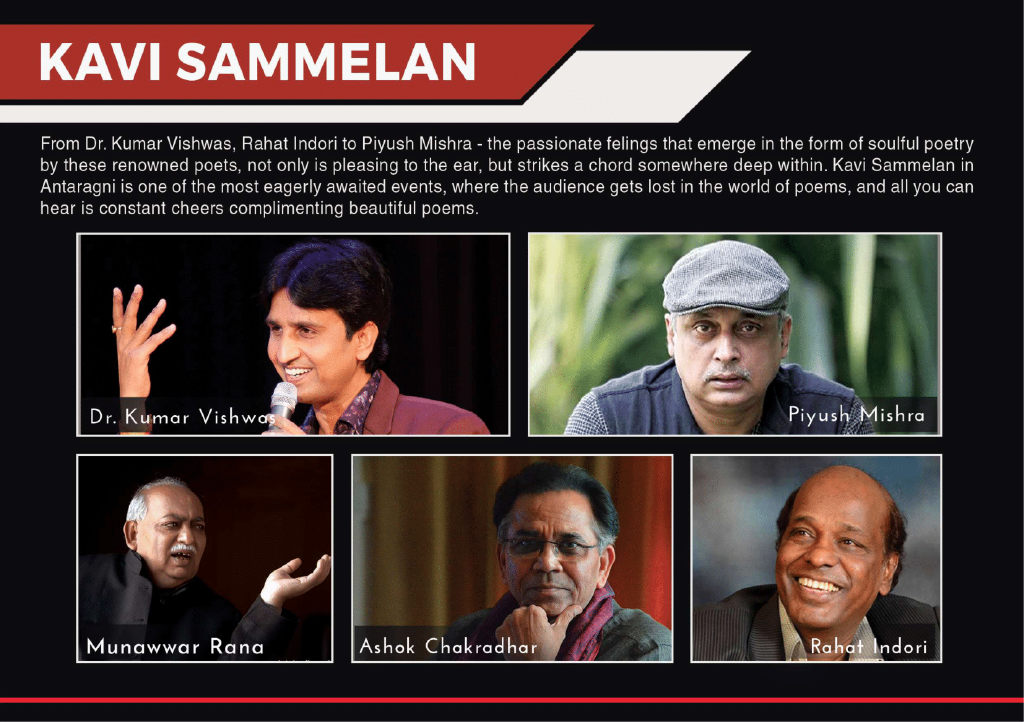 KAVI SAMMELAN
From Dr. Kumar Vishwas, Rahat Indori to Piyush Mishra - the passionate felings that emerge in the form of soulful poetry
by these renowned poets, not only is pleasing to the ear, but strikes a chord somewhere deep within. Kavi Sammelan in
Antaragni is one of the most eagerly awaited events, where the audience gets lost in the world of poems, and all you can
hear is constant cheers complimenting beautiful poems.
Dr. Kumar Vishwas
Piyush Mishra
Munawwar Rana
Ashok Chakradhar
Rahat Indori